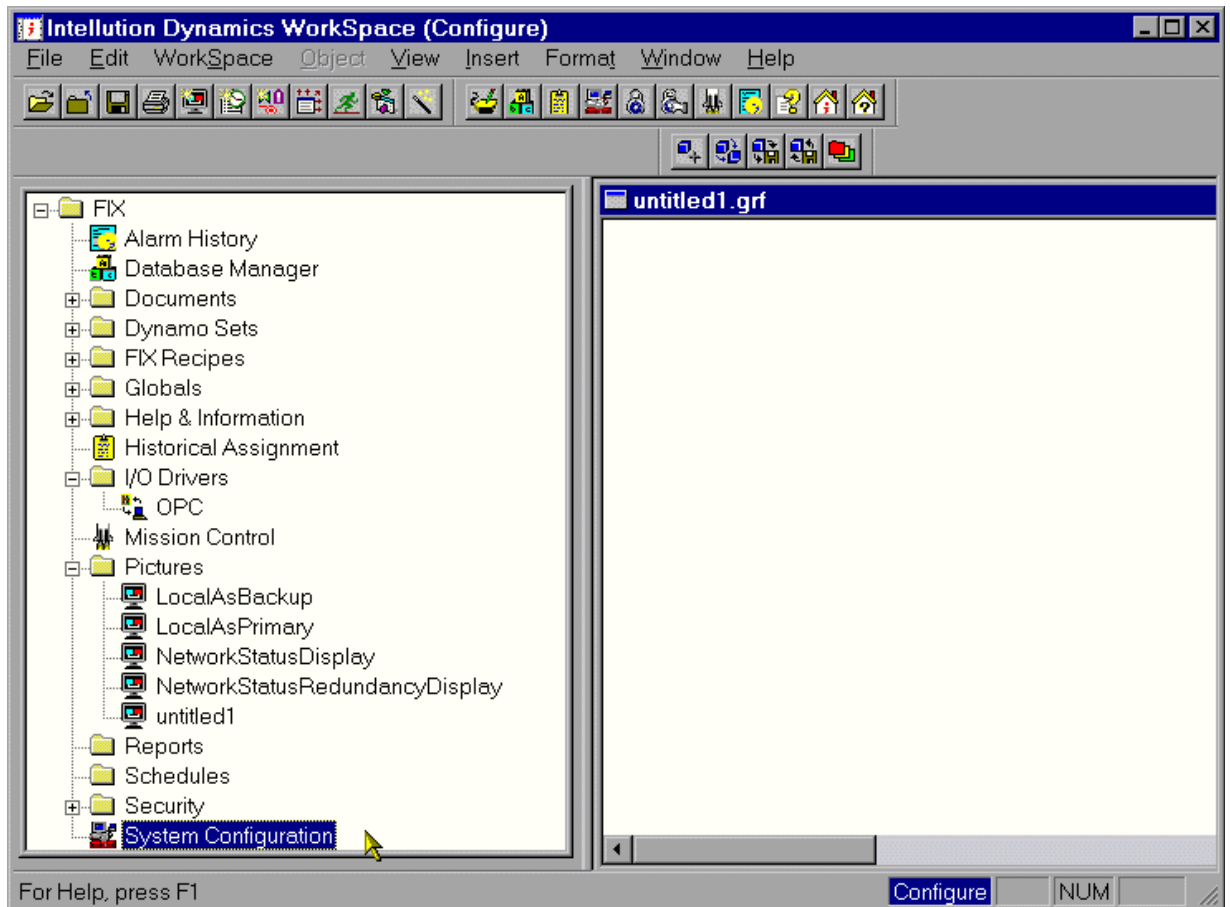 Intellution Dynamics WorkSpace (Configure)
File Edit WorkSpace Object View Insert Format Window Help
untitled1.grf
FIX
Alarm History
Database Manager
Documents
Dynamo Sets
FIX Recipes
Globals
Help & Information
Historical Assignment
I/O Drivers
OPC
Mission Control
Pictures
LocalAsBackup
LocalAsPrimary
NetworkStatusDisplay
NetworkStatusRedundancyDisplay
untitled1
Reports
Schedules
Security
System Configuration
For Help, press F1 Configure NUM